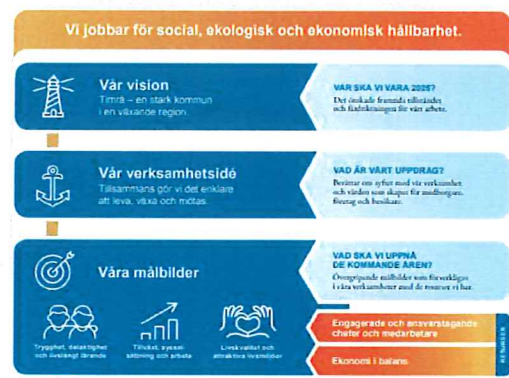 Vi jobbar för social, ekologisk och ekonomisk hållbarhet.
Vår vision
Timrå – en stark kommun
i en växande region.
VAR SKA VI VARA 2025?
Det önskade framtida tillståndet
och färdriktningen för vårt arbete.
Vår verksamhetsidé
Tillsammans gör vi det enklare
att leva, växa och mötas.
VAD ÄR VÅRT UPPDRAG?
Berättar om syftet med vår verksamhet
och värden som skapas för medborgare,
företag och besökare.
Våra målbilder
VAD SKA VI UPPNÅ
DE KOMMANDE ÅREN?
Övergripande målbilder som förverkligas
i våra verksamheter med de resurser vi har.
Trygghet, delaktighet
och livslångt lärande
Tillväxt, syssel-
sättning och arbete
Livskvalitet och
attraktiva livsmiljöer
Engagerade och ansvarstagande
chefer och medarbetare
Ekonomi i balans
RESURSER